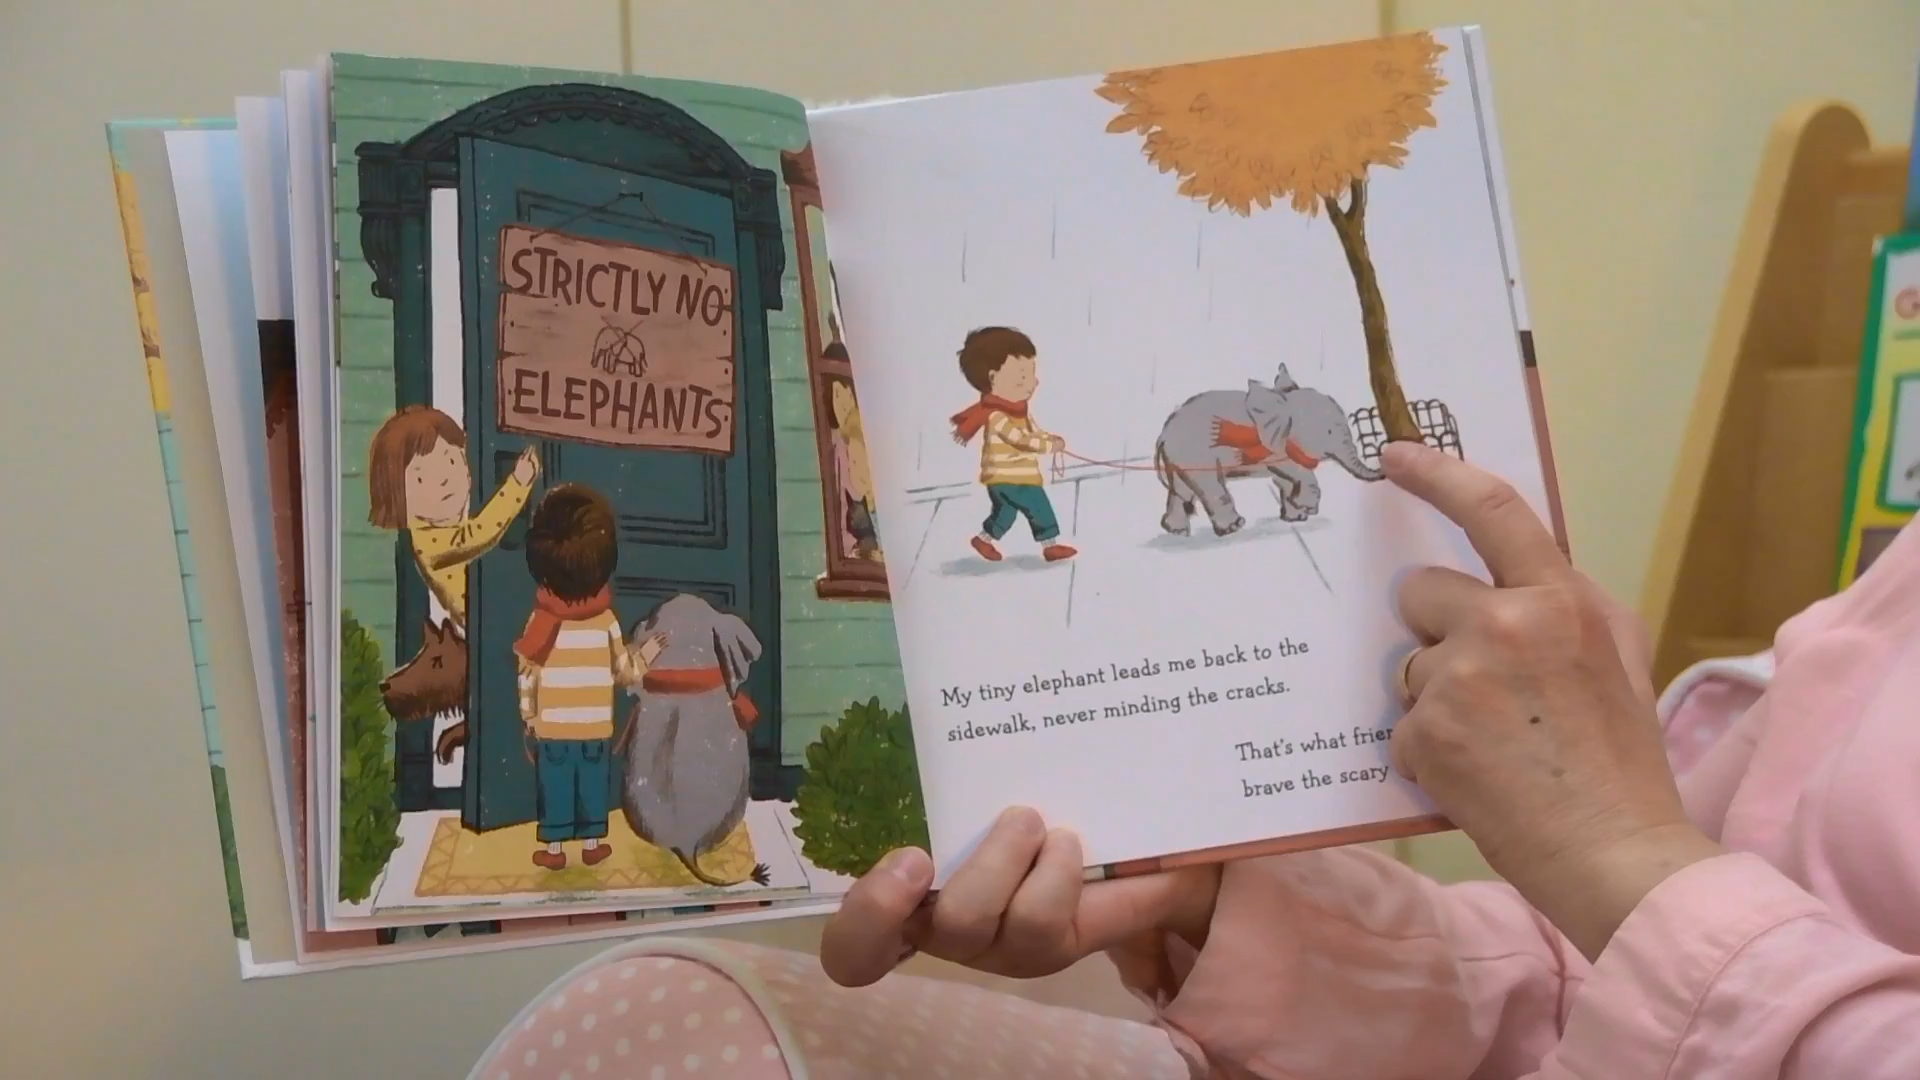 STRICTLY NO
ELEPHANTS
My tiny elephant leads me back to the
sidewalk, never minding the cracks.
That's what
brave the scary
G